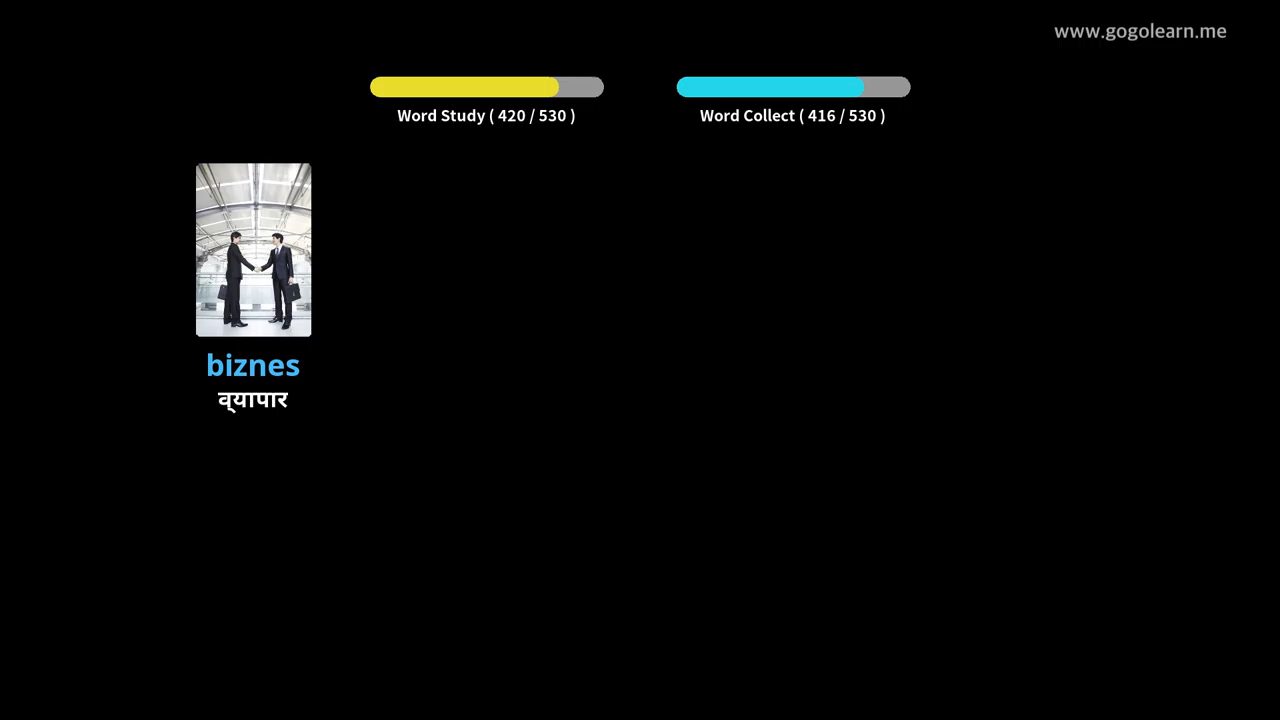 www.gogolearn.me
Word Study ( 420 / 530 )
Word Collect ( 416 / 530 )
biznes
व्यापार